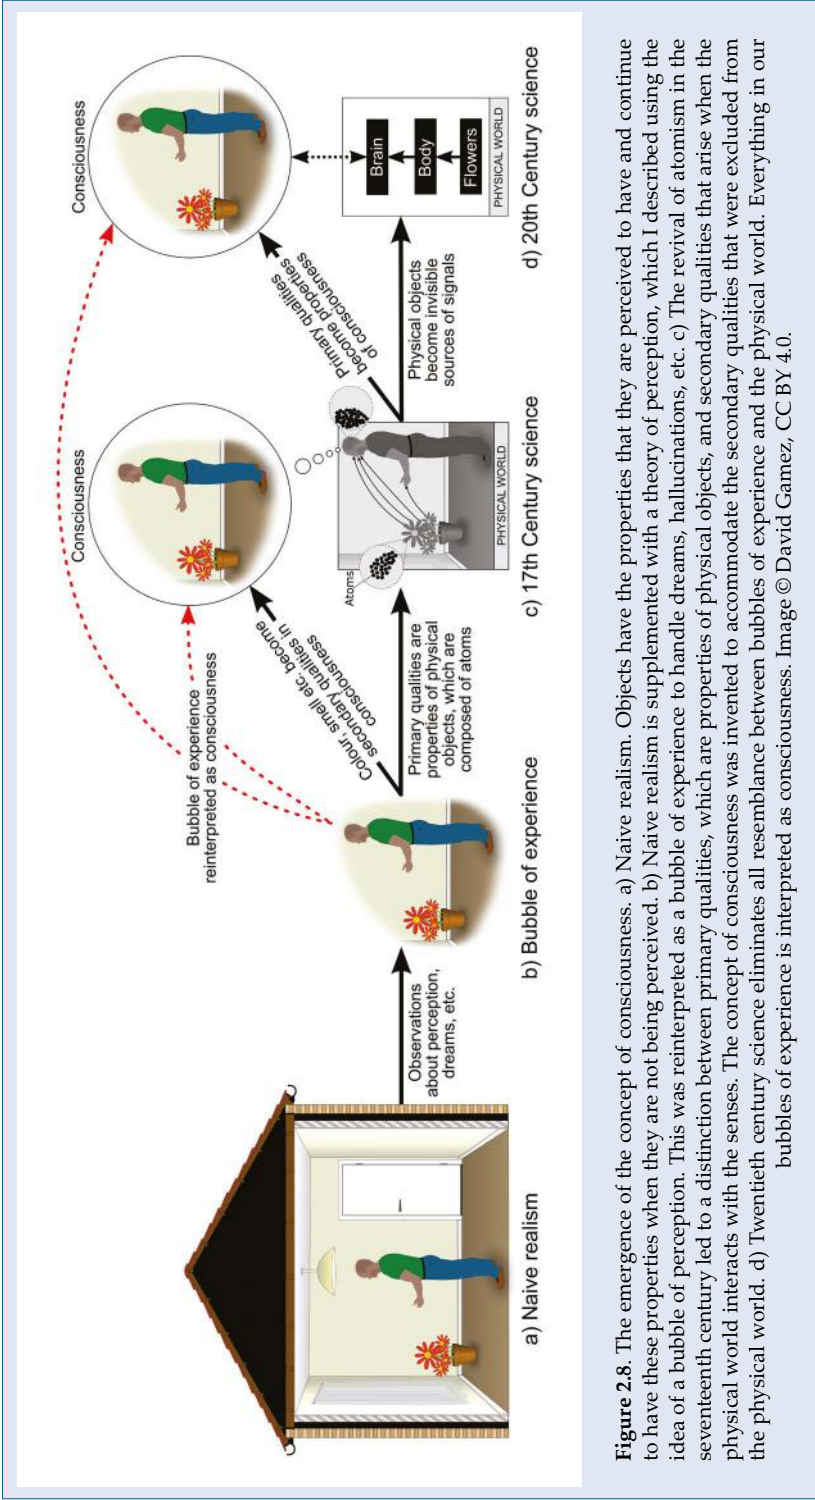 Consciousness
Consciousness
Bubble of experience
reinterpreted as consciousness
Colour, smell etc. become
secondary qualities in
consciousness
Primary qualities
become properties
of consciousness
Atoms
Brain
Body
Flowers
PHYSICAL WORLD
PHYSICAL WORLD
Observations
about perception,
dreams, etc.
Primary qualities are
properties of physical
objects, which are
composed of atoms
Physical objects
become invisible
sources of signals
a) Naive realism
b) Bubble of experience
c) 17th Century science
d) 20th Century science
Figure 2.8. The emergence of the concept of consciousness. a) Naive realism. Objects have the properties that they are perceived to have and continue
to have these properties when they are not being perceived. b) Naive realism is supplemented with a theory of perception, which I described using the
idea of a bubble of perception. This was reinterpreted as a bubble of experience to handle dreams, hallucinations, etc. c) The revival of atomism in the
seventeenth century led to a distinction between primary qualities, which are properties of physical objects, and secondary qualities that arise when the
physical world interacts with the senses. The concept of consciousness was invented to accommodate the secondary qualities that were excluded from
the physical world. d) Twentieth century science eliminates all resemblance between bubbles of experience and the physical world. Everything in our
bubbles of experience is interpreted as consciousness. Image © David Gamez, CC BY 4.0.